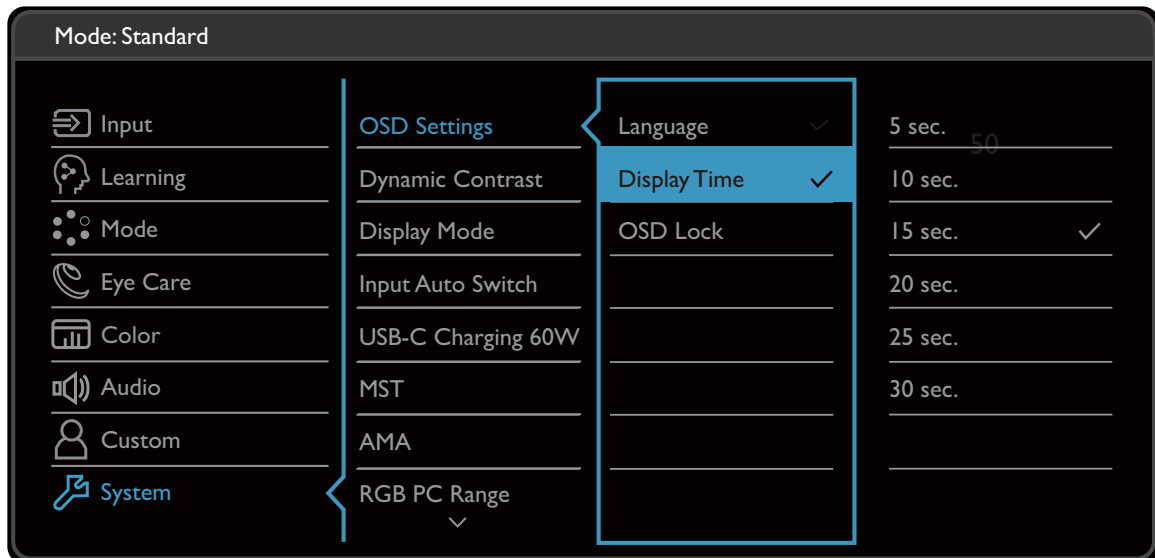 Mode: Standard
Input
Learning
Mode
Eye Care
Color
Audio
Custom
System
OSD Settings
Dynamic Contrast
Display Mode
Input Auto Switch
USB-C Charging 60W
MST
AMA
RGB PC Range
Language
Display Time
OSD Lock
5 sec.
50
10 sec.
15 sec.
20 sec.
25 sec.
30 sec.